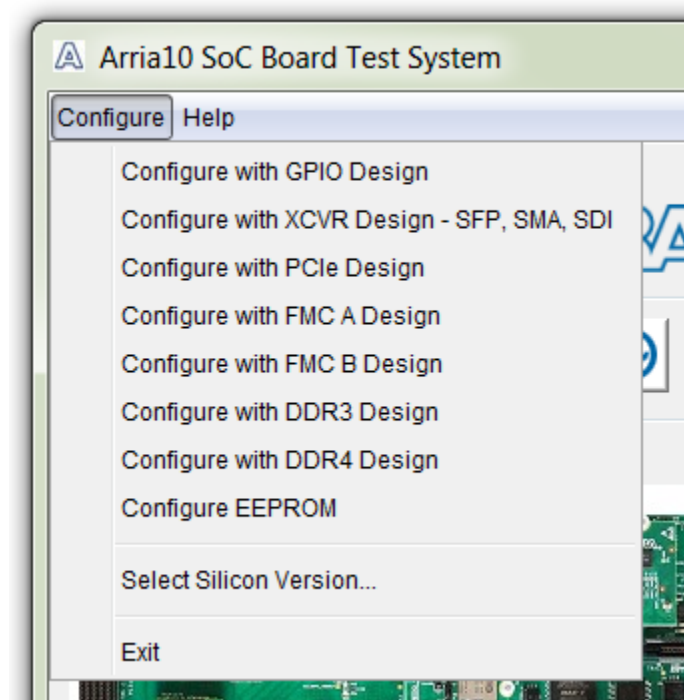 Arria10 SoC Board Test System
Configure Help
Configure with GPIO Design
Configure with XCVR Design - SFP, SMA, SDI
Configure with PCIe Design
Configure with FMC A Design
Configure with FMC B Design
Configure with DDR3 Design
Configure with DDR4 Design
Configure EEPROM
Select Silicon Version...
Exit